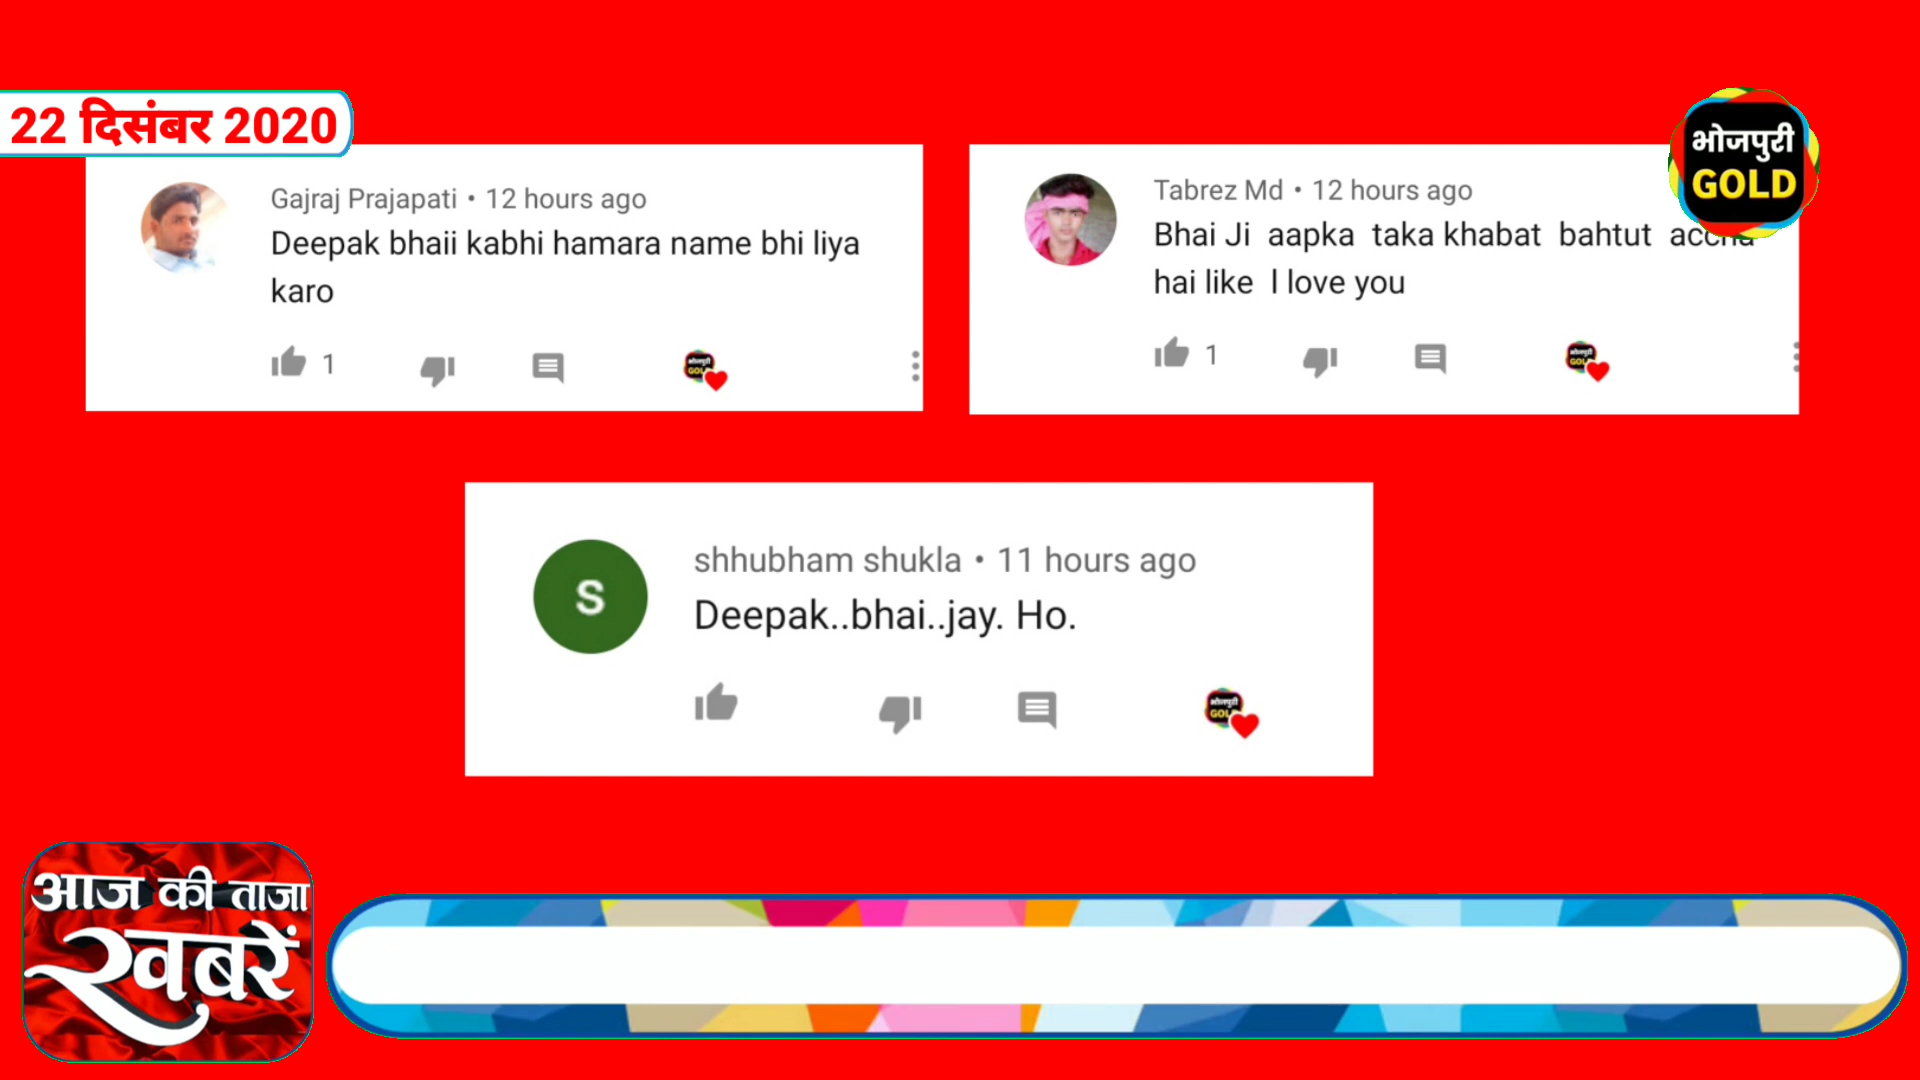 22 दिसंबर 2020
भोजपुरी
GOLD
Gajraj Prajapati • 12 hours ago
Deepak bhaii kabhi hamara name bhi liya
karo
1
Tabrez Md • 12 hours ago
Bhai Ji aapka taka khabat bahtut accha
hai like I love you
1
S
shhubham shukla • 11 hours ago
Deepak..bhai..jay. Ho.
आज की ताजा
खबरें